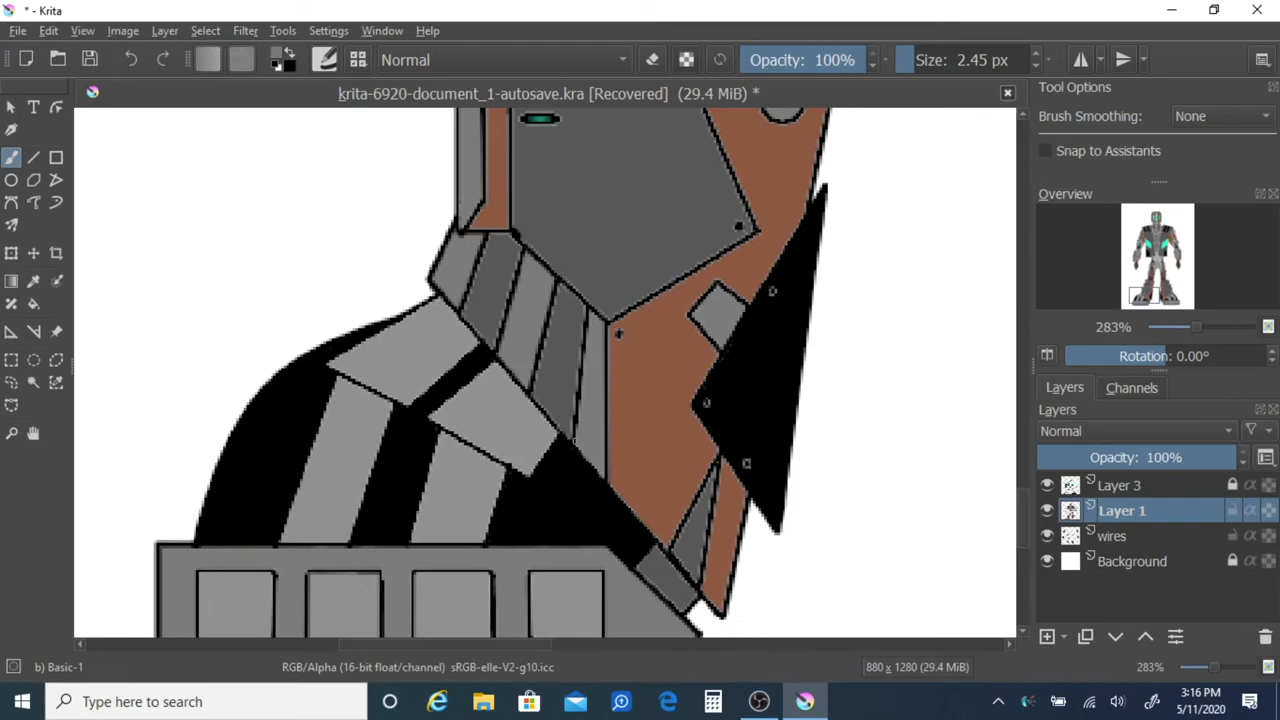 * - Krita
File Edit View Image Layer Select Filter Tools Settings Window Help
Normal Opacity: 100% Size: 2.45 px
krita-6920-document_1-autosave.kra [Recovered] (29.4 MiB) *
Tool Options
Brush Smoothing: None
Snap to Assistants
Overview
283%
Rotation: 0.00°
Layers Channels
Layers
Normal
Opacity: 100%
Layer 3
Layer 1
wires
Background
b) Basic-1 RGB/Alpha (16-bit float/channel) sRGB-elle-V2-g10.icc 880 x 1280 (29.4 MiB) 283%
Type here to search
3:16 PM
5/11/2020